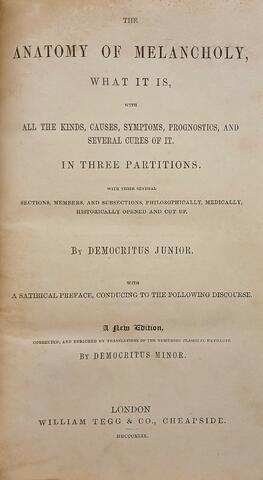 THE
ANATOMY OF MELANCHOLY,
WHAT IT IS,
WITH
ALL THE KINDS, CAUSES, SYMPTOMS, PROGNOSTICS, AND
SEVERAL CURES OF IT.
IN THREE PARTITIONS.
WITH THEIR SEVERAL
SECTIONS, MEMBERS, AND SUBSECTIONS, PHILOSOPHICALLY, MEDICALLY,
HISTORICALLY OPENED AND CUT UP.
BY DEMOCRITUS JUNIOR.
WITH
A SATIRICAL PREFACE, CONDUCING TO THE FOLLOWING DISCOURSE.
A New Edition,
CORRECTED, AND ENRICHED BY TRANSLATIONS OF THE NUMEROUS CLASSICAL EXTRACTS.
BY DEMOCRITUS MINOR.
LONDON
WILLIAM TEGG & CO., CHEAPSIDE.
MDCCCXLIX.